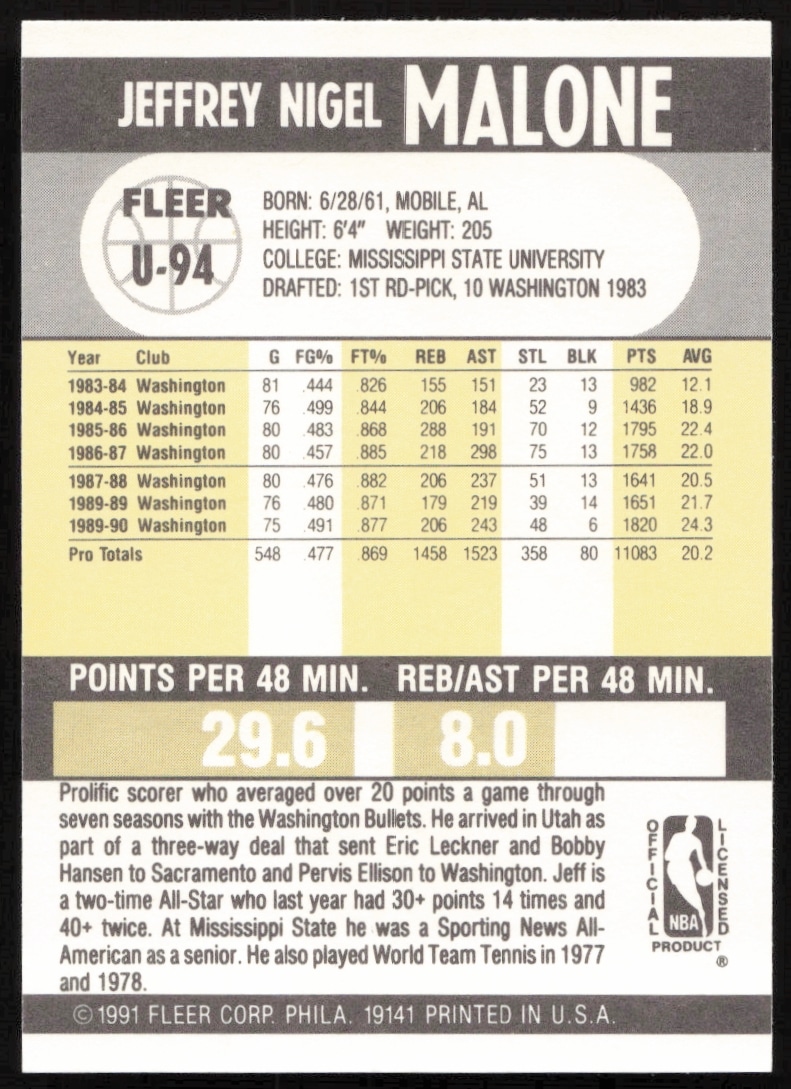 JEFFREY NIGEL MALONE
FLEER
U-94
BORN: 6/28/61, MOBILE, AL
HEIGHT: 6'4" WEIGHT: 205
COLLEGE: MISSISSIPPI STATE UNIVERSITY
DRAFTED: 1ST RD-PICK, 10 WASHINGTON 1983
Year Club G FG% FT% REB AST STL BLK PTS AVG
1983-84 Washington 81 .444 .826 155 151 23 13 982 12.1
1984-85 Washington 76 .499 .844 206 184 52 9 1436 18.9
1985-86 Washington 80 .483 .868 288 191 70 12 1795 22.4
1986-87 Washington 80 .457 .885 218 298 75 13 1758 22.0
1987-88 Washington 80 .476 .882 206 237 51 13 1641 20.5
1989-89 Washington 76 .480 .871 179 219 39 14 1651 21.7
1989-90 Washington 75 .491 .877 206 243 48 6 1820 24.3
Pro Totals 548 .477 .869 1458 1523 358 80 11083 20.2
POINTS PER 48 MIN. REB/AST PER 48 MIN.
29.6 8.0
Prolific scorer who averaged over 20 points a game through
seven seasons with the Washington Bullets. He arrived in Utah as
part of a three-way deal that sent Eric Leckner and Bobby
Hansen to Sacramento and Pervis Ellison to Washington. Jeff is
a two-time All-Star who last year had 30+ points 14 times and
40+ twice. At Mississippi State he was a Sporting News All-
American as a senior. He also played World Team Tennis in 1977
and 1978.
OFFICIAL
LICENSED
NBA
PRODUCT
®
© 1991 FLEER CORP. PHILA. 19141 PRINTED IN U.S.A.